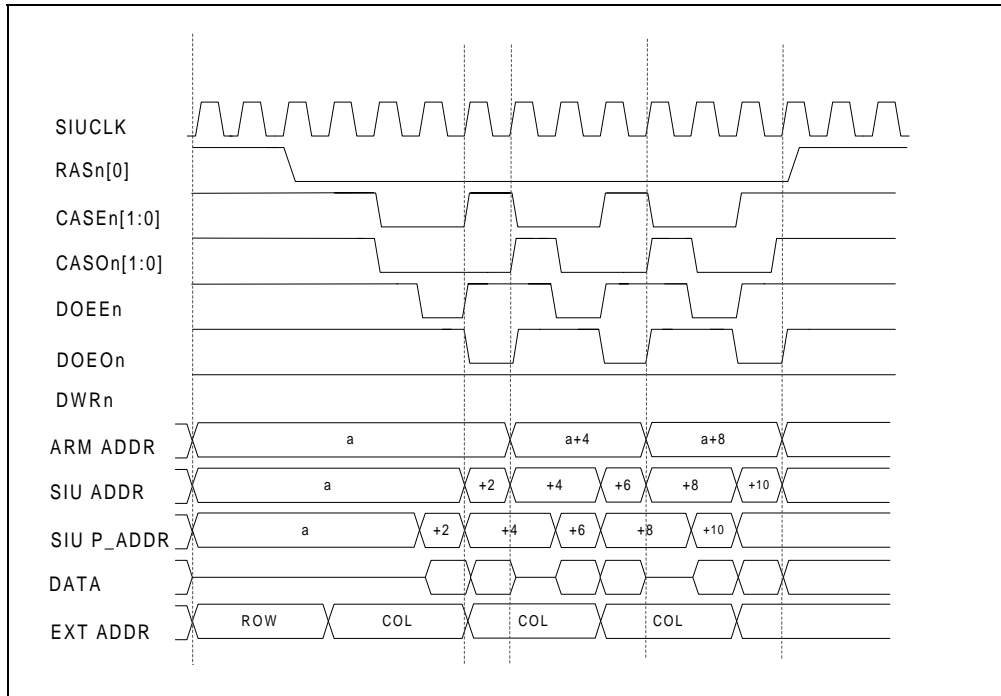 SIUCLK
RASn[0]
CASEn[1:0]
CASOn[1:0]
DOEEn
DOEOn
DWRn
ARM ADDR a a+4 a+8
SIU ADDR a +2 +4 +6 +8 +10
SIU P_ADDR a +2 +4 +6 +8 +10
DATA
EXT ADDR ROW COL COL COL